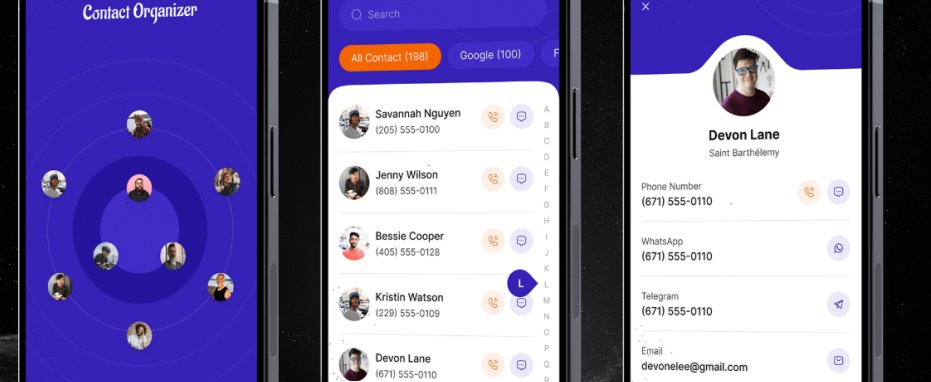 Contact Organizer
Search
All Contact (198)
Google (100)
F
Savannah Nguyen
(205) 555-0100
Jenny Wilson
(808) 555-0111
Bessie Cooper
(405) 555-0128
Kristin Watson
(229) 555-0109
Devon Lane
(671) 555-0110
A
B
C
D
E
F
G
H
I
J
K
L
L
M
N
O
P
Q
R
Devon Lane
Saint Barthélemy
Phone Number
(671) 555-0110
WhatsApp
(671) 555-0110
Telegram
(671) 555-0110
Email
devonelee@gmail.com